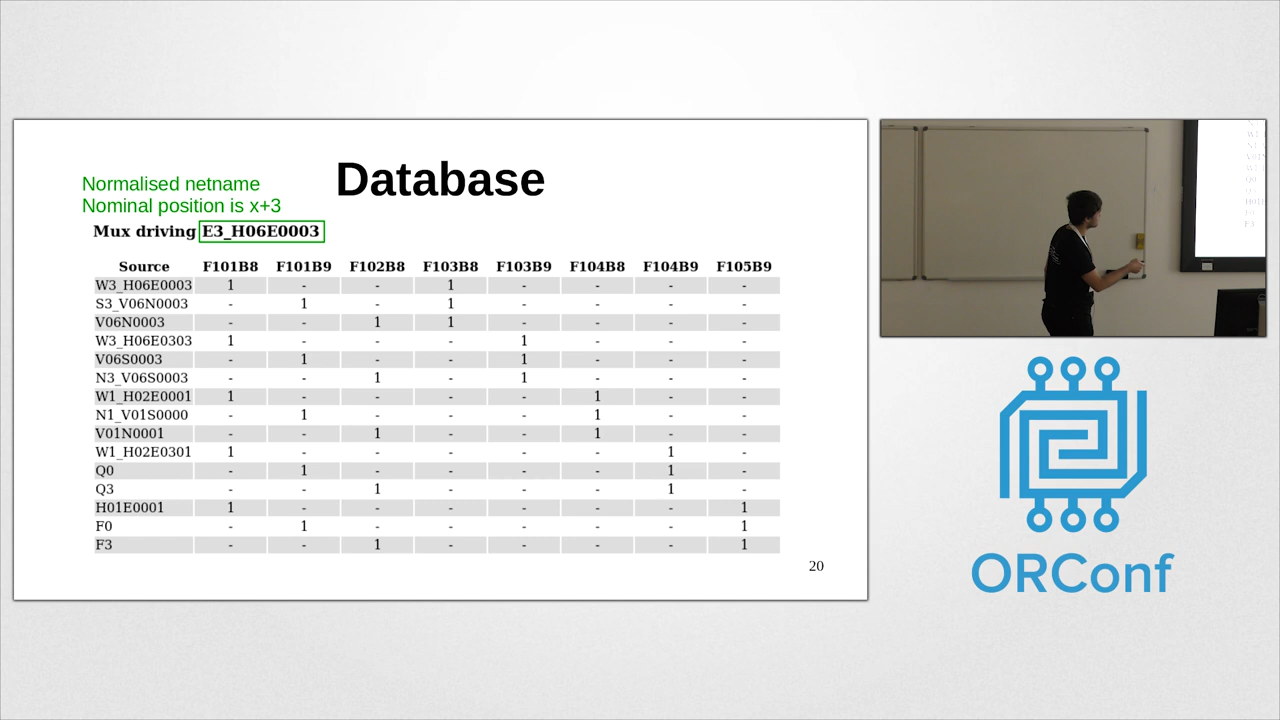 Database
Normalised netname
Nominal position is x+3
Mux driving E3_H06E0003
Source F101B8 F101B9 F102B8 F103B8 F103B9 F104B8 F104B9 F105B9
W3_H06E0003 1 - - 1 - - - -
S3_V06N0003 - 1 - 1 - - - -
V06N0003 - - 1 1 - - - -
W3_H06E0303 1 - - - 1 - - -
V06S0003 - 1 - - 1 - - -
N3_V06S0003 - - 1 - 1 - - -
W1_H02E0001 1 - - - - 1 - -
N1_V01S0000 - 1 - - - 1 - -
V01N0001 - - 1 - - 1 - -
W1_H02E0301 1 - - - - - 1 -
Q0 - 1 - - - - 1 -
Q3 - - 1 - - - 1 -
H01E0001 1 - - - - - - 1
F0 - 1 - - - - - 1
F3 - - 1 - - - - 1
20
ORConf